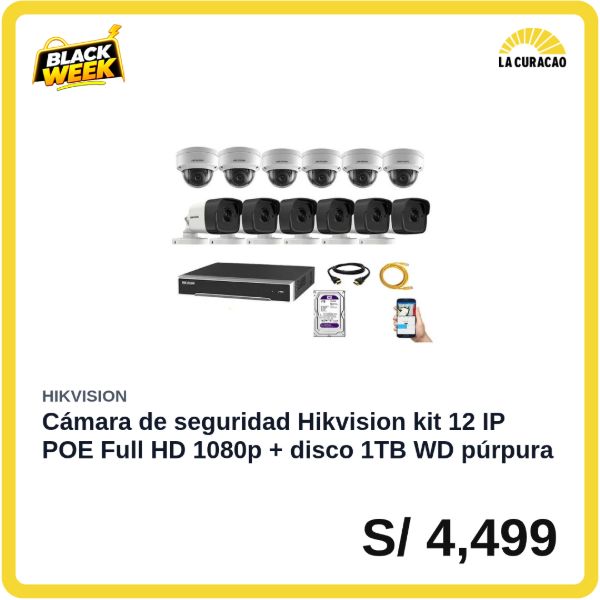 BLACK
WEEK
LA CURACAO
HIKVISION
Cámara de seguridad Hikvision kit 12 IP
POE Full HD 1080p + disco 1TB WD púrpura
S/ 4,499